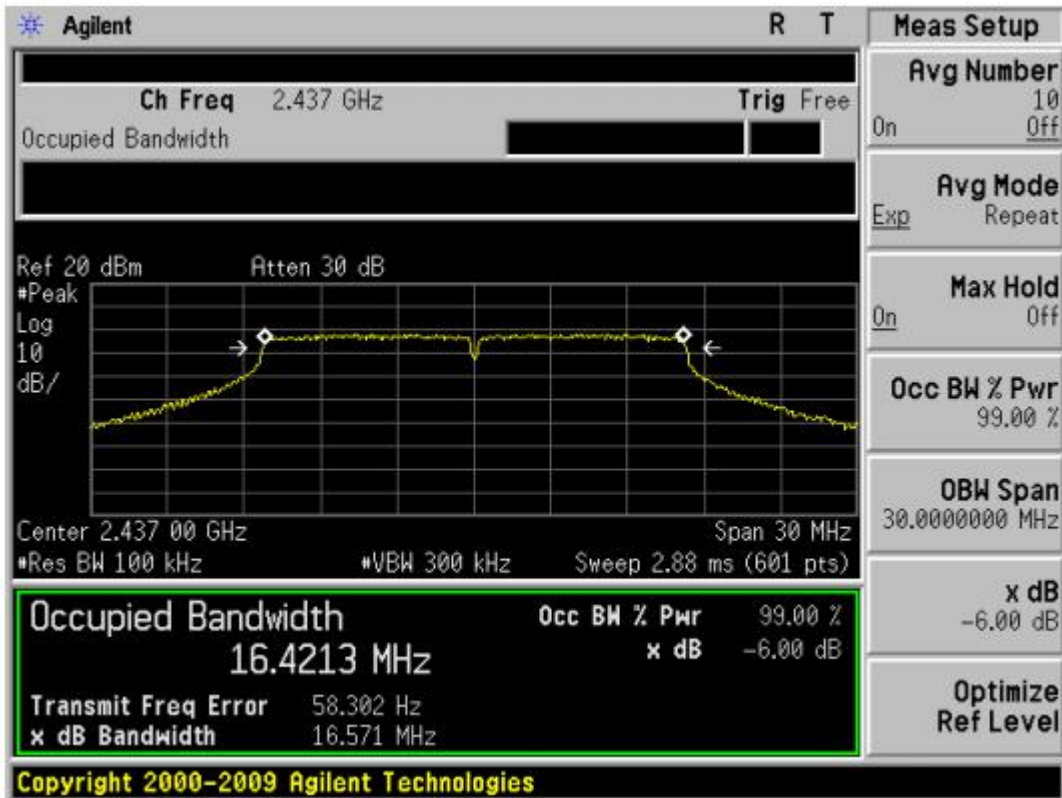 Agilent
R T
Ch Freq 2.437 GHz Trig Free
Occupied Bandwidth
Ref 20 dBm Atten 30 dB
#Peak
Log
10
dB/
Center 2.437 00 GHz Span 30 MHz
#Res BW 100 kHz #VBW 300 kHz Sweep 2.88 ms (601 pts)
Occupied Bandwidth
16.4213 MHz
Occ BW % Pwr 99.00 %
x dB -6.00 dB
Transmit Freq Error 58.302 Hz
x dB Bandwidth 16.571 MHz
Copyright 2000-2009 Agilent Technologies
Meas Setup
Avg Number
10
On Off
Avg Mode
Exp Repeat
Max Hold
On Off
Occ BW % Pwr
99.00 %
OBW Span
30.0000000 MHz
x dB
-6.00 dB
Optimize
Ref Level